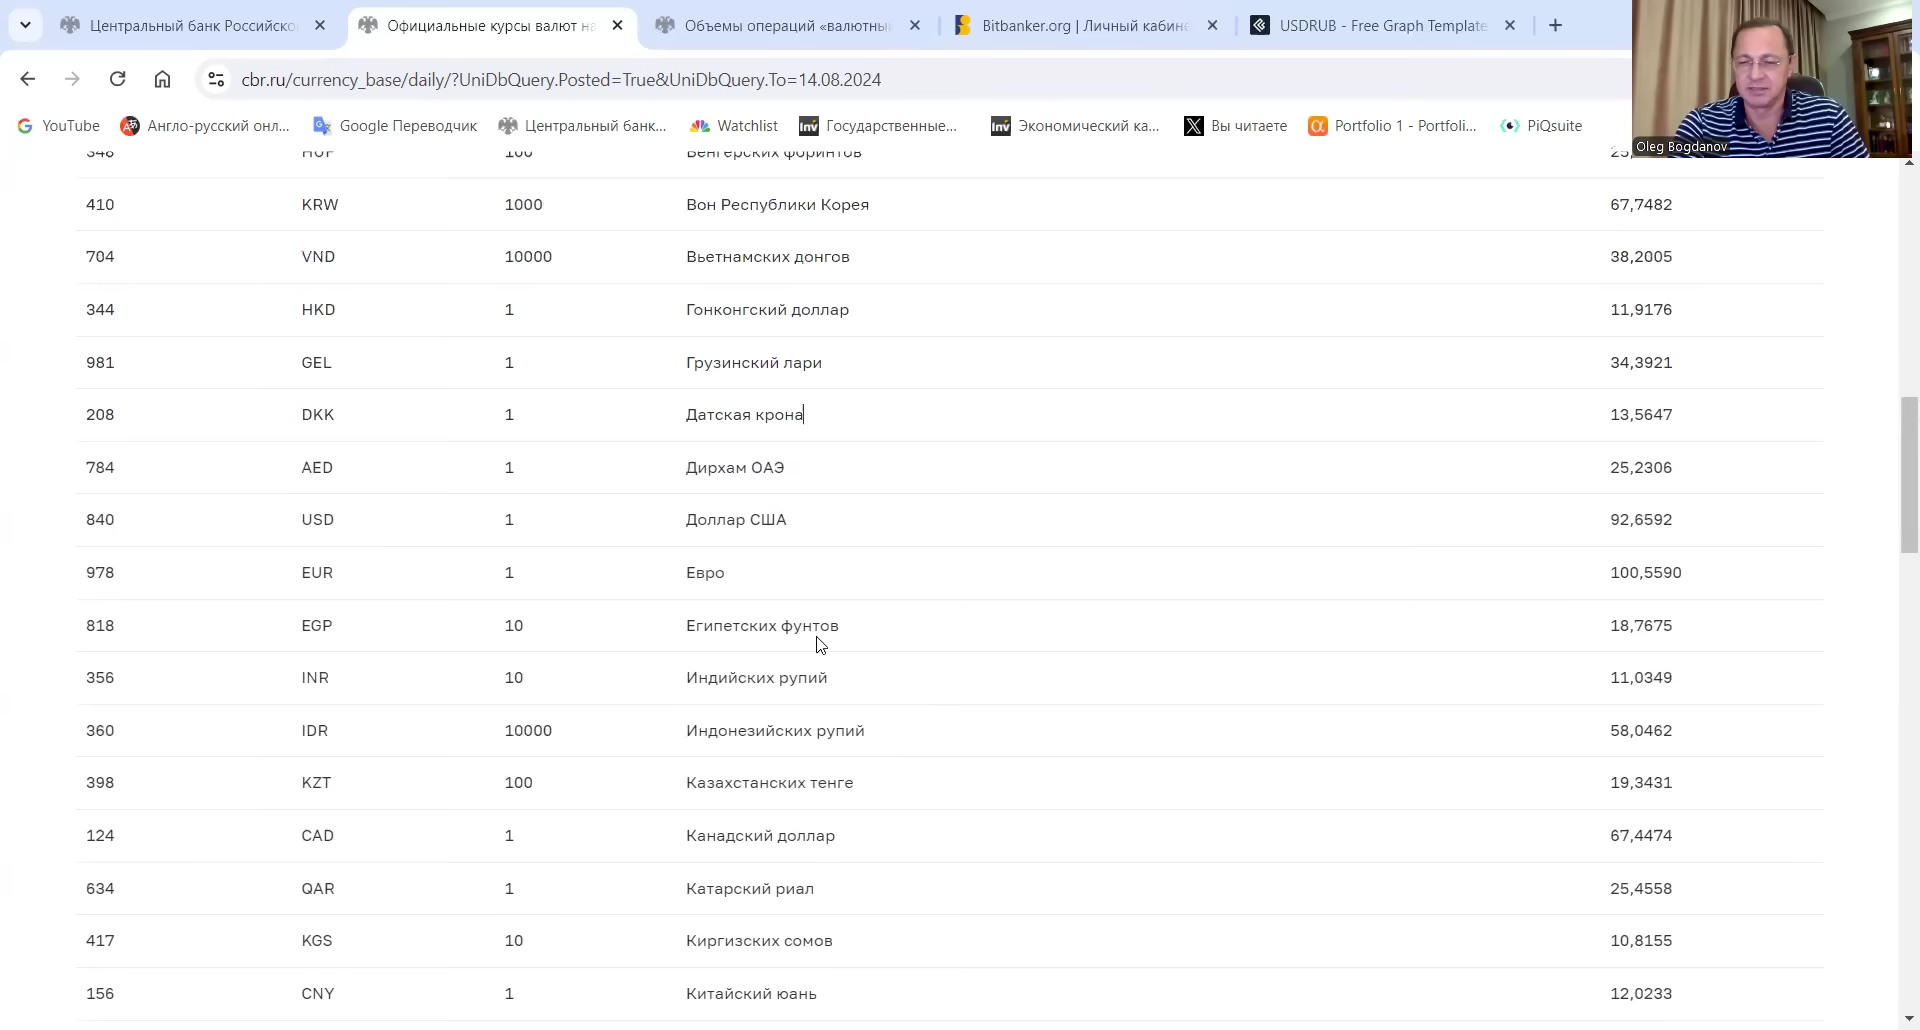 Центральный банк Российско
Официальные курсы валют на
Объемы операций «валютны
Bitbanker.org | Личный кабине
USDRUB - Free Graph Template
cbr.ru/currency_base/daily/?UniDbQuery.Posted=True&UniDbQuery.To=14.08.2024
YouTube
Англо-русский онл...
Google Переводчик
Центральный банк...
Watchlist
Государственные...
Экономический ка...
Вы читаете
Portfolio 1 - Portfoli...
PiQsuite
Oleg Bogdanov
348 HUF 100 Венгерских форинтов
410 KRW 1000 Вон Республики Корея 67,7482
704 VND 10000 Вьетнамских донгов 38,2005
344 HKD 1 Гонконгский доллар 11,9176
981 GEL 1 Грузинский лари 34,3921
208 DKK 1 Датская крона 13,5647
784 AED 1 Дирхам ОАЭ 25,2306
840 USD 1 Доллар США 92,6592
978 EUR 1 Евро 100,5590
818 EGP 10 Египетских фунтов 18,7675
356 INR 10 Индийских рупий 11,0349
360 IDR 10000 Индонезийских рупий 58,0462
398 KZT 100 Казахстанских тенге 19,3431
124 CAD 1 Канадский доллар 67,4474
634 QAR 1 Катарский риал 25,4558
417 KGS 10 Киргизских сомов 10,8155
156 CNY 1 Китайский юань 12,0233